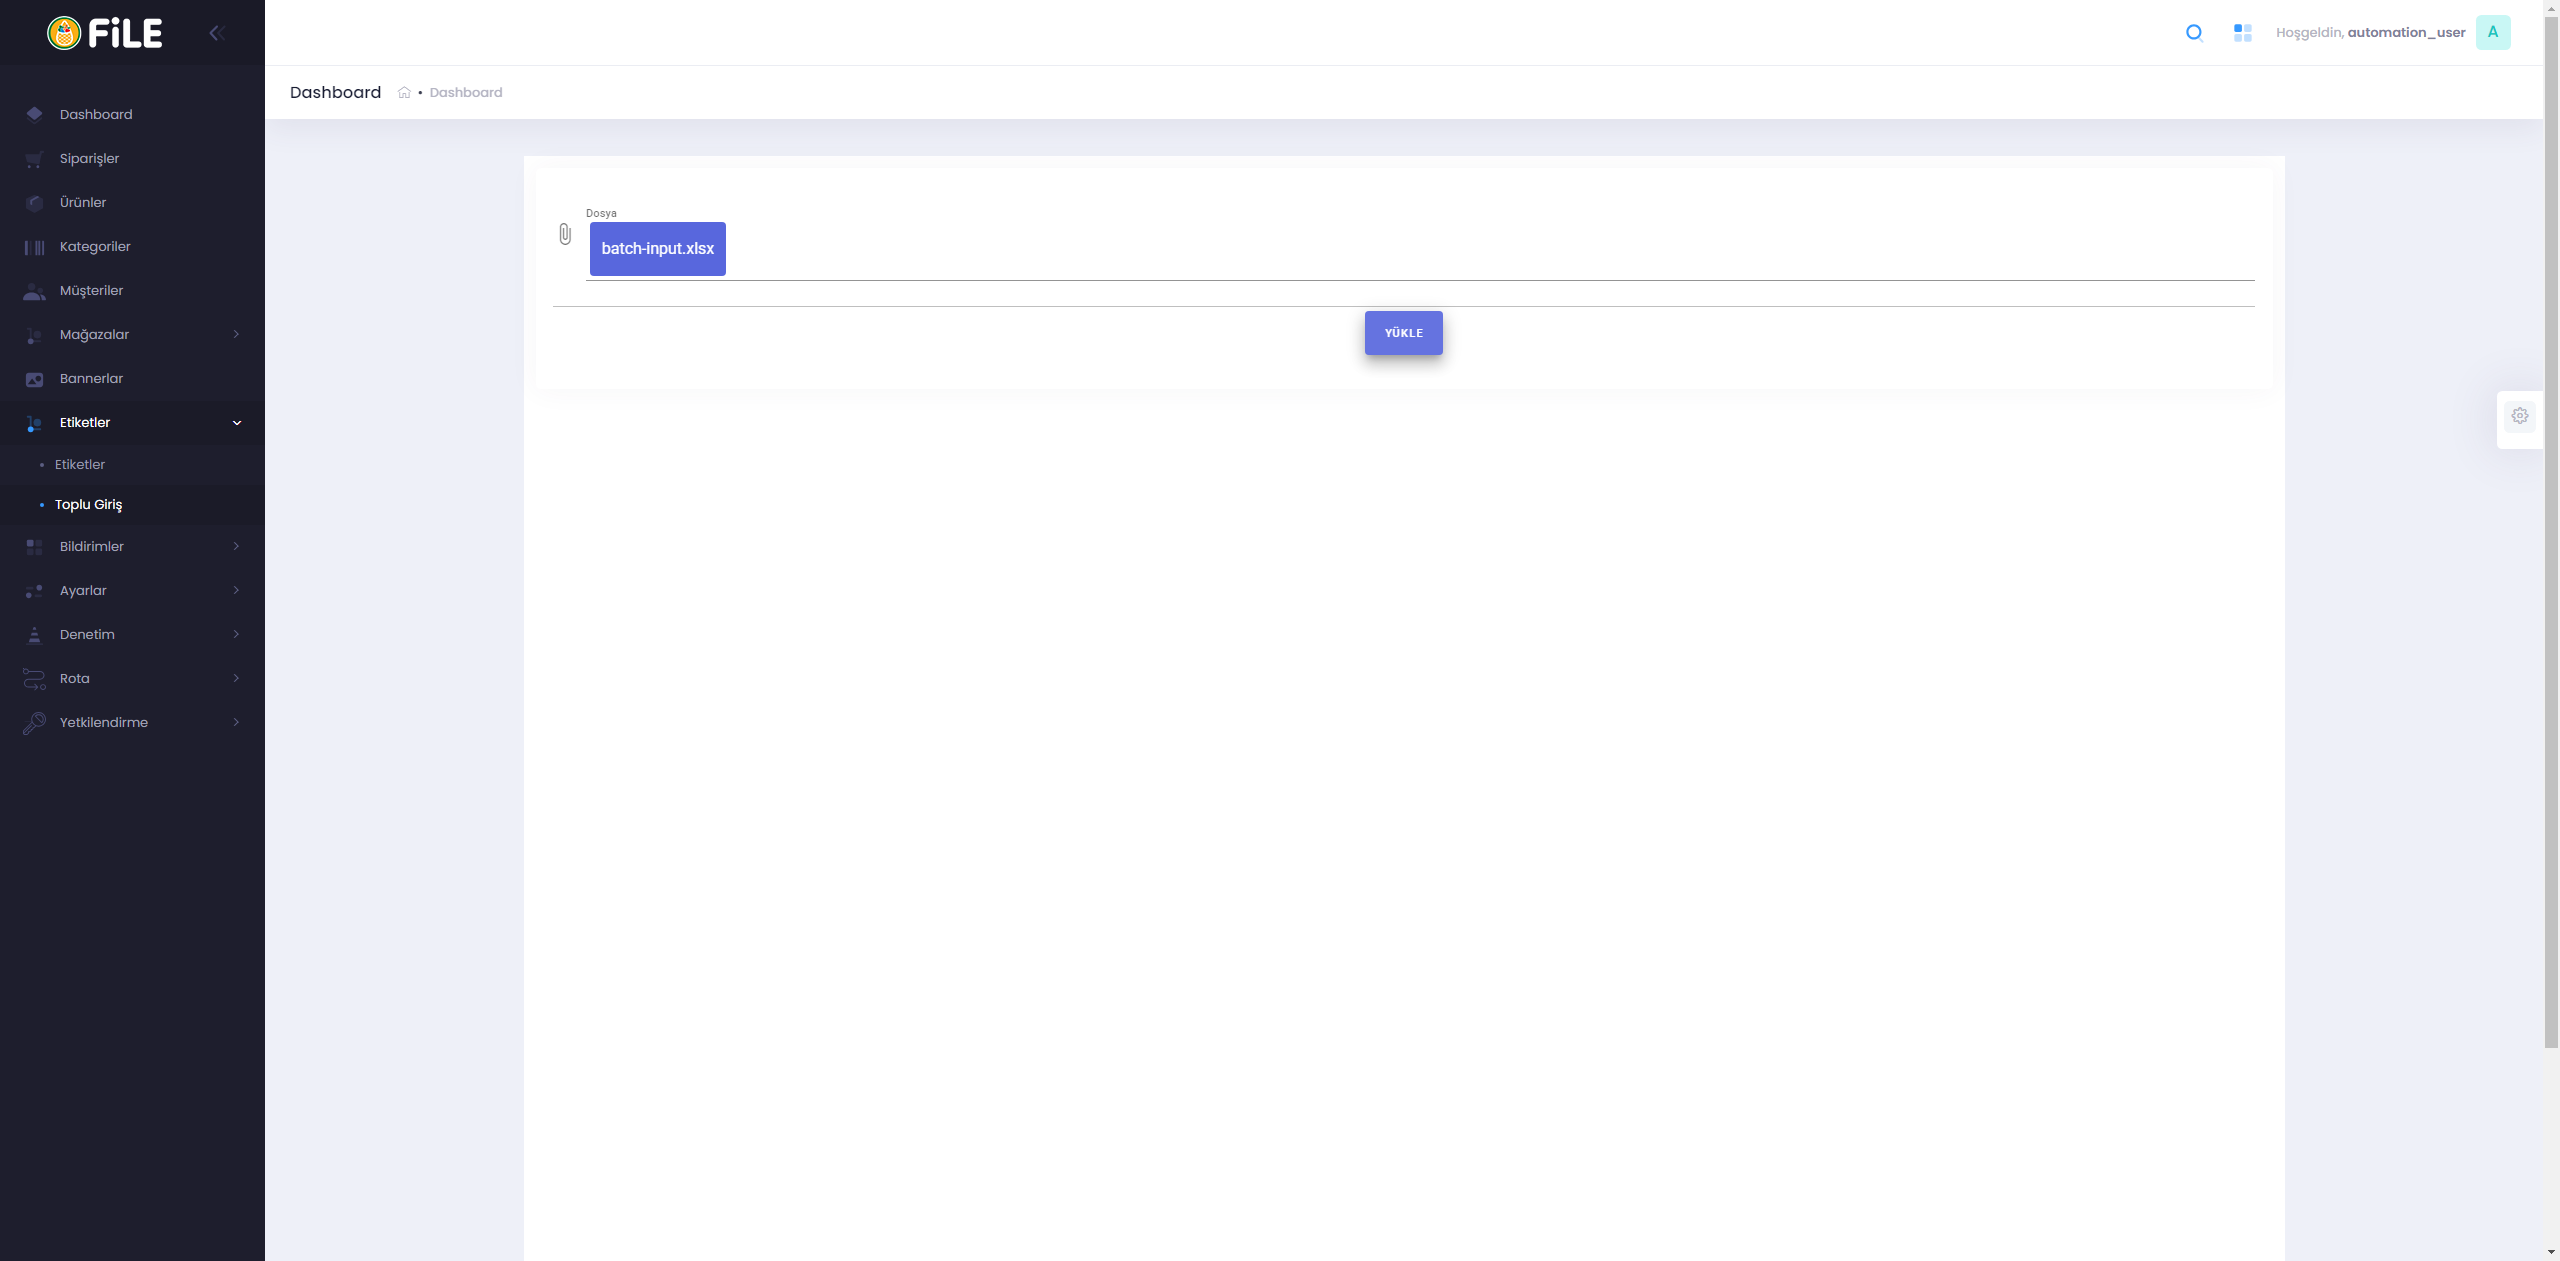 FiLE
Hoşgeldin, automation_user
A
Dashboard
• Dashboard
Dashboard
Siparişler
Ürünler
Kategoriler
Müşteriler
Mağazalar
Bannerlar
Etiketler
Etiketler
Toplu Giriş
Bildirimler
Ayarlar
Denetim
Rota
Yetkilendirme
Dosya
batch-input.xlsx
YÜKLE